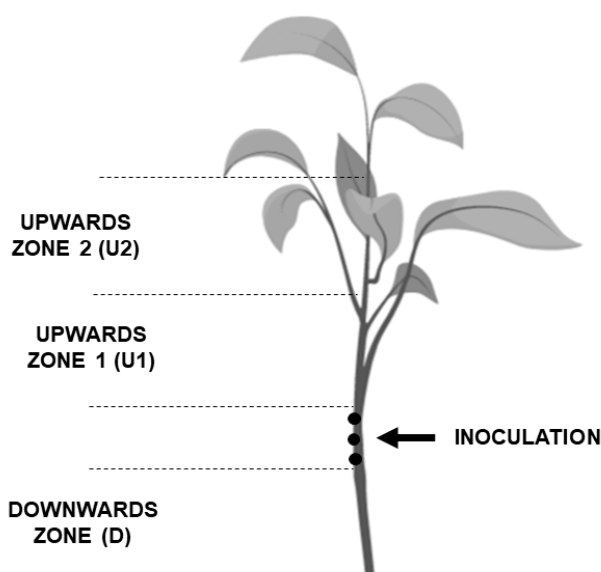 UPWARDS
ZONE 2 (U2)
UPWARDS
ZONE 1 (U1)
INOCULATION
DOWNWARDS
ZONE (D)